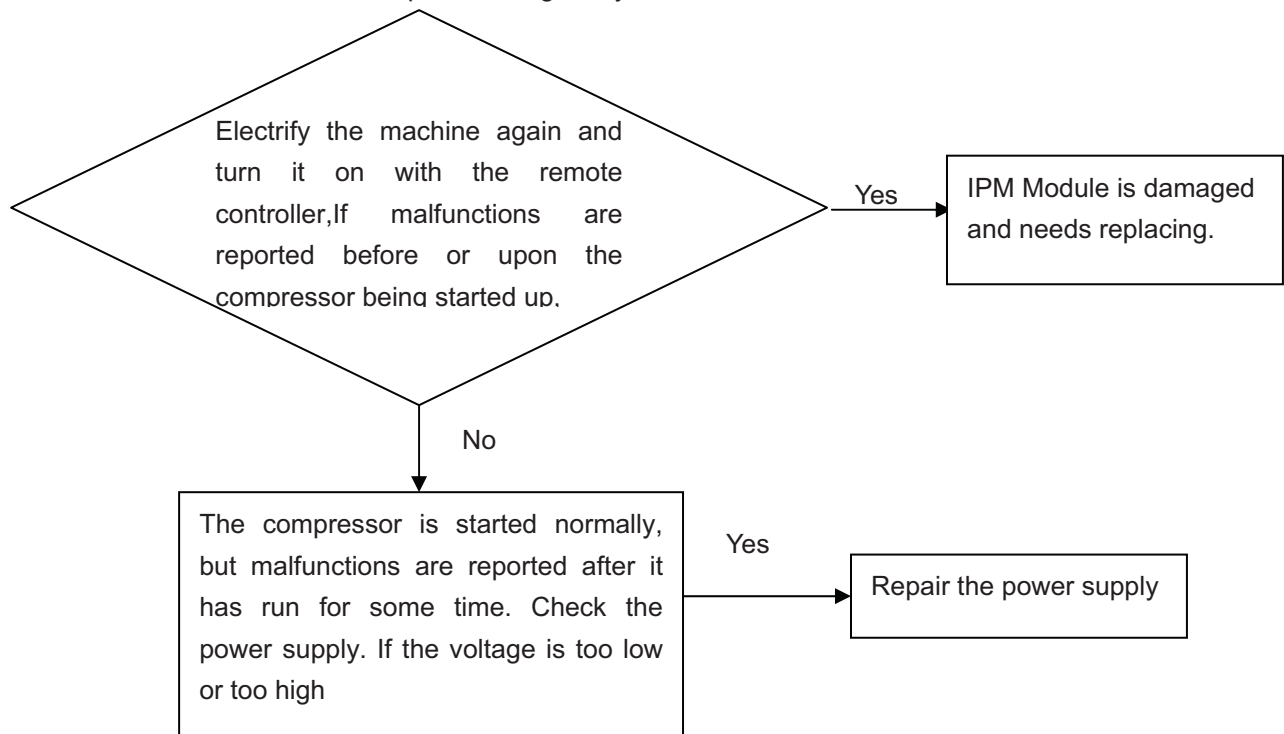 Electrify the machine again and
turn it on with the remote
controller,If malfunctions are
reported before or upon the
compressor being started up,
Yes
IPM Module is damaged
and needs replacing.
No
The compressor is started normally,
but malfunctions are reported after it
has run for some time. Check the
power supply. If the voltage is too low
or too high
Yes
Repair the power supply